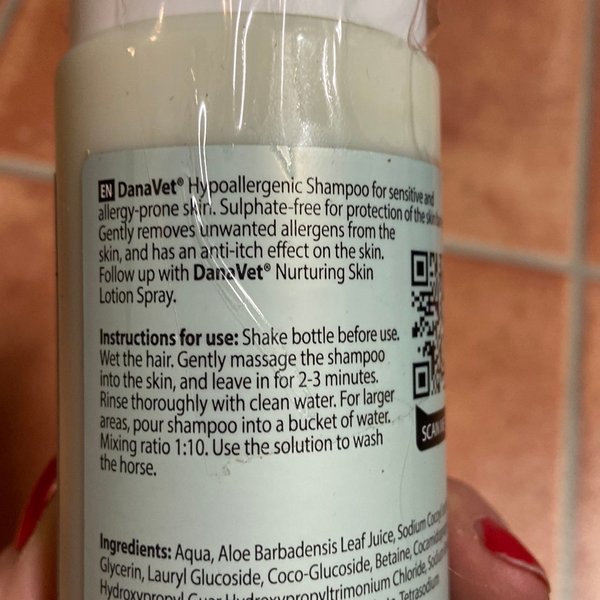 EN DanaVet® Hypoallergenic Shampoo for sensitive and
allergy-prone skin. Sulphate-free for protection of the skin
Gently removes unwanted allergens from the
skin, and has an anti-itch effect on the skin.
Follow up with DanaVet® Nurturing Skin
Lotion Spray.
Instructions for use: Shake bottle before use.
Wet the hair. Gently massage the shampoo
into the skin, and leave in for 2-3 minutes.
Rinse thoroughly with clean water. For larger
areas, pour shampoo into a bucket of water.
Mixing ratio 1:10. Use the solution to wash
the horse.
SCAN
Ingredients: Aqua, Aloe Barbadensis Leaf Juice, Sodium Cocoyl
Glycerin, Lauryl Glucoside, Coco-Glucoside, Betaine,
Hydroxypropyl Guar Hydroxypropyltrimonium Chloride, Sodium
Tetrasodium